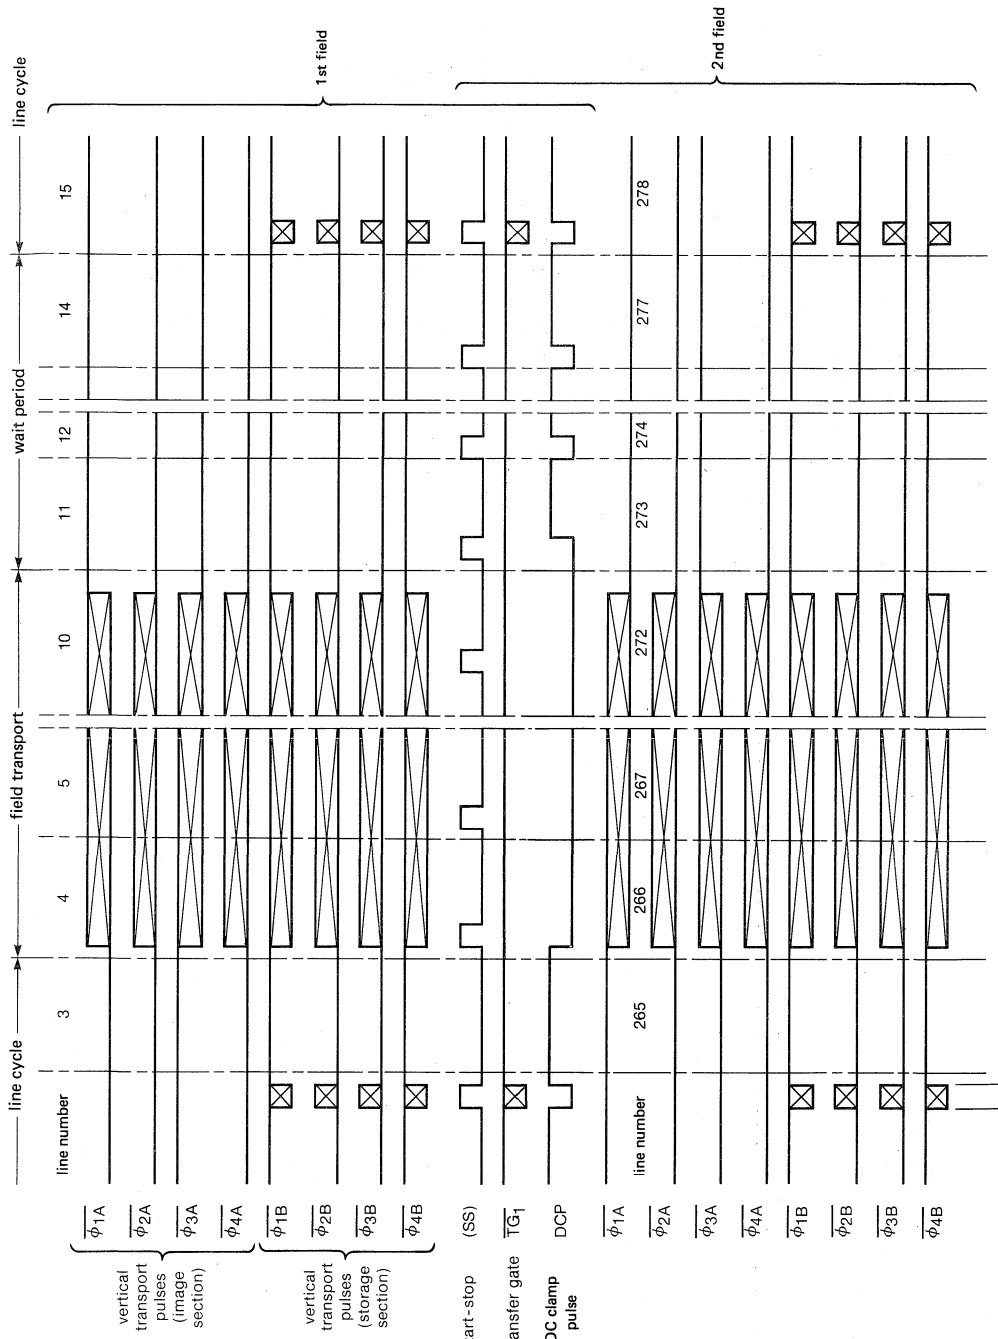 line cycle
field transport
wait period
line cycle
line number
3
4
5
10
11
12
14
15
vertical
transport
pulses
(image
section)
φ1A
φ2A
φ3A
φ4A
vertical
transport
pulses
(storage
section)
φ1B
φ2B
φ3B
φ4B
1st field
(SS)
TG1
DCP
DC clamp
pulse
gate
2nd field
line number
265
266
267
272
273
274
277
278
φ1A
φ2A
φ3A
φ4A
φ1B
φ2B
φ3B
φ4B